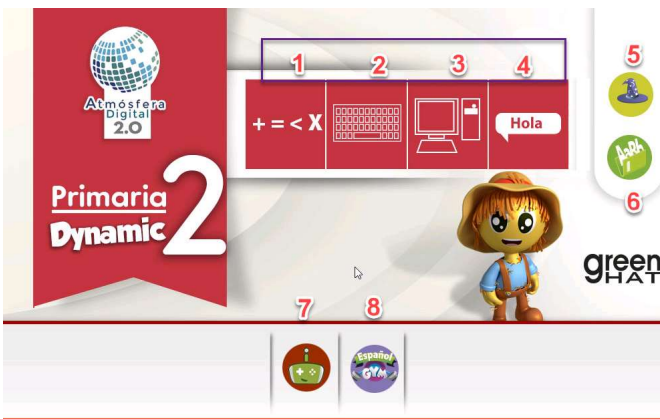 1
2
3
4
5
Atmósfera
Digital
2.0
+ = < X
Hola
AaRh
6
Primaria
Dynamic
2
green
HAT
7
8
Español
GYM